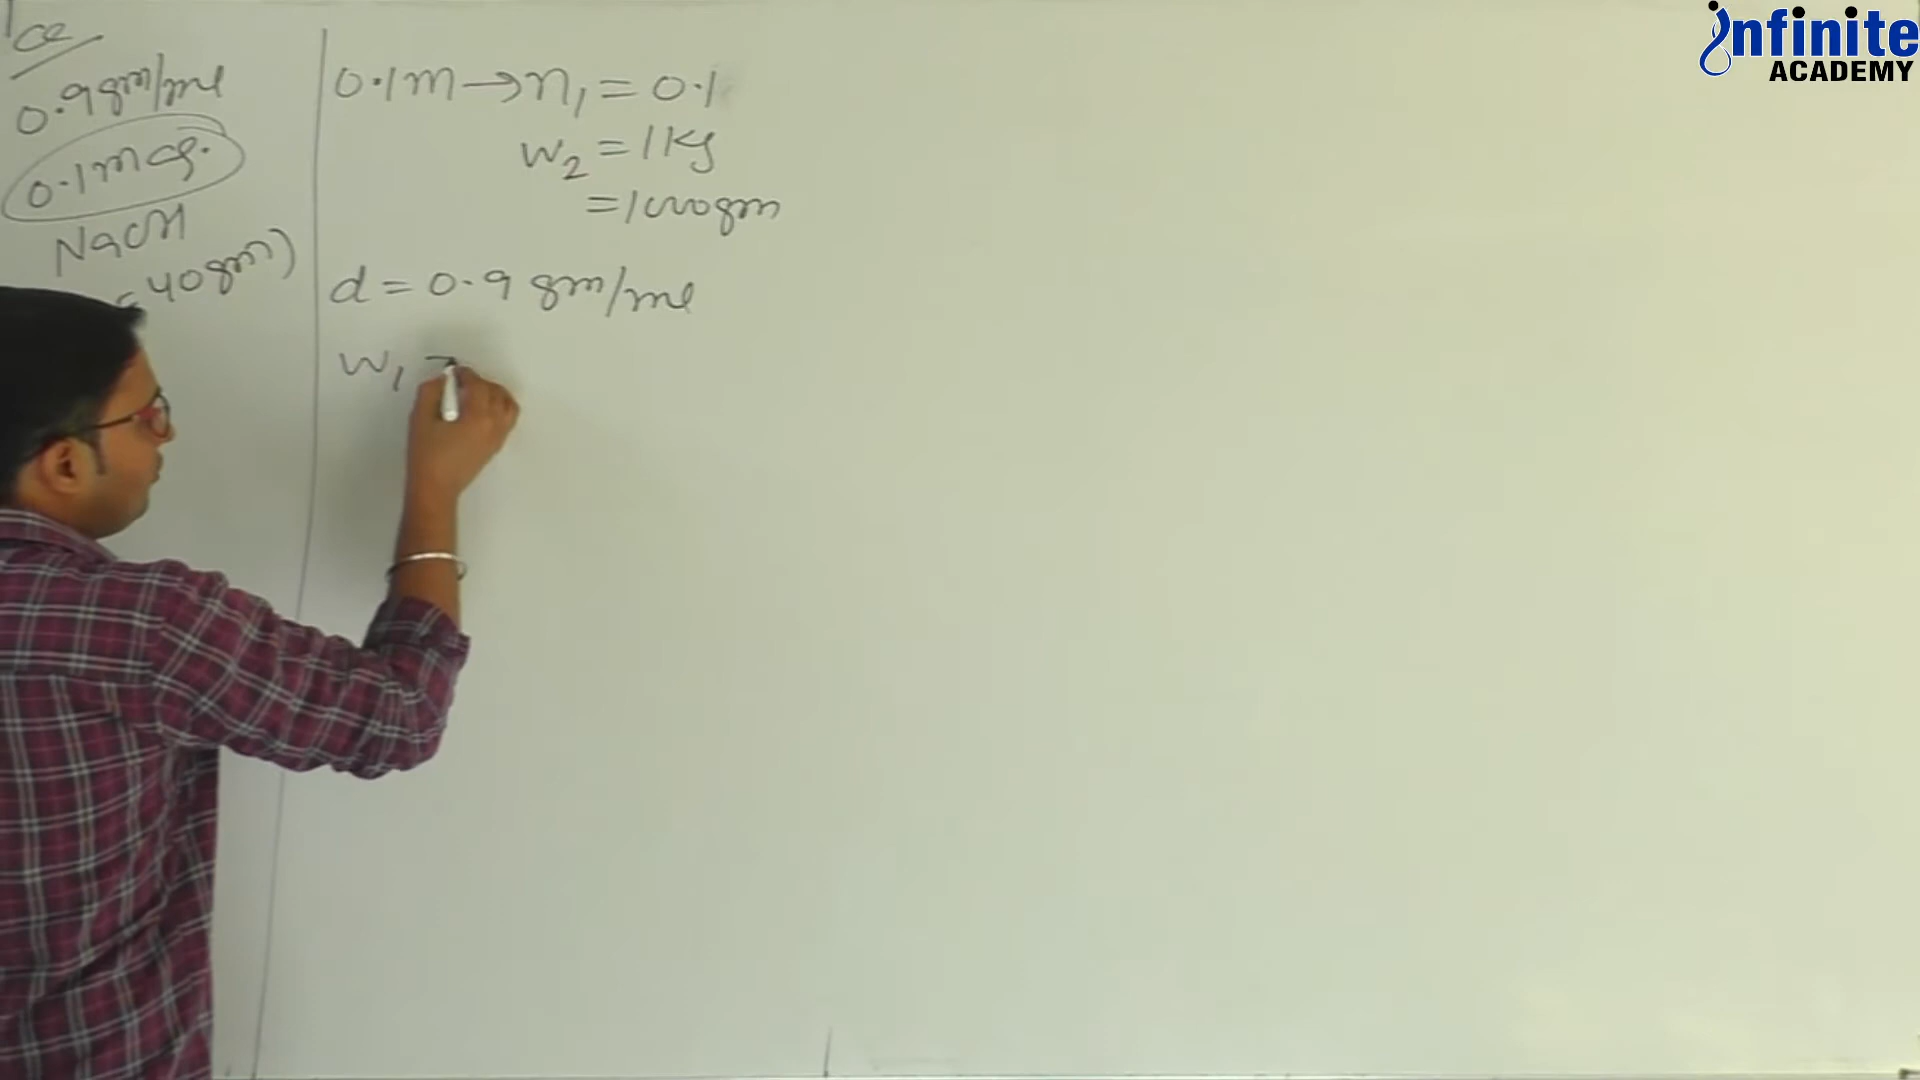 Ce
0.9gm/ml
0.1m aq.
NaOH
=40gm)
0.1m→n₁=0.1
w₂=1Kg
=1000gm
d=0.9 gm/ml
w₁ =
infinite
ACADEMY